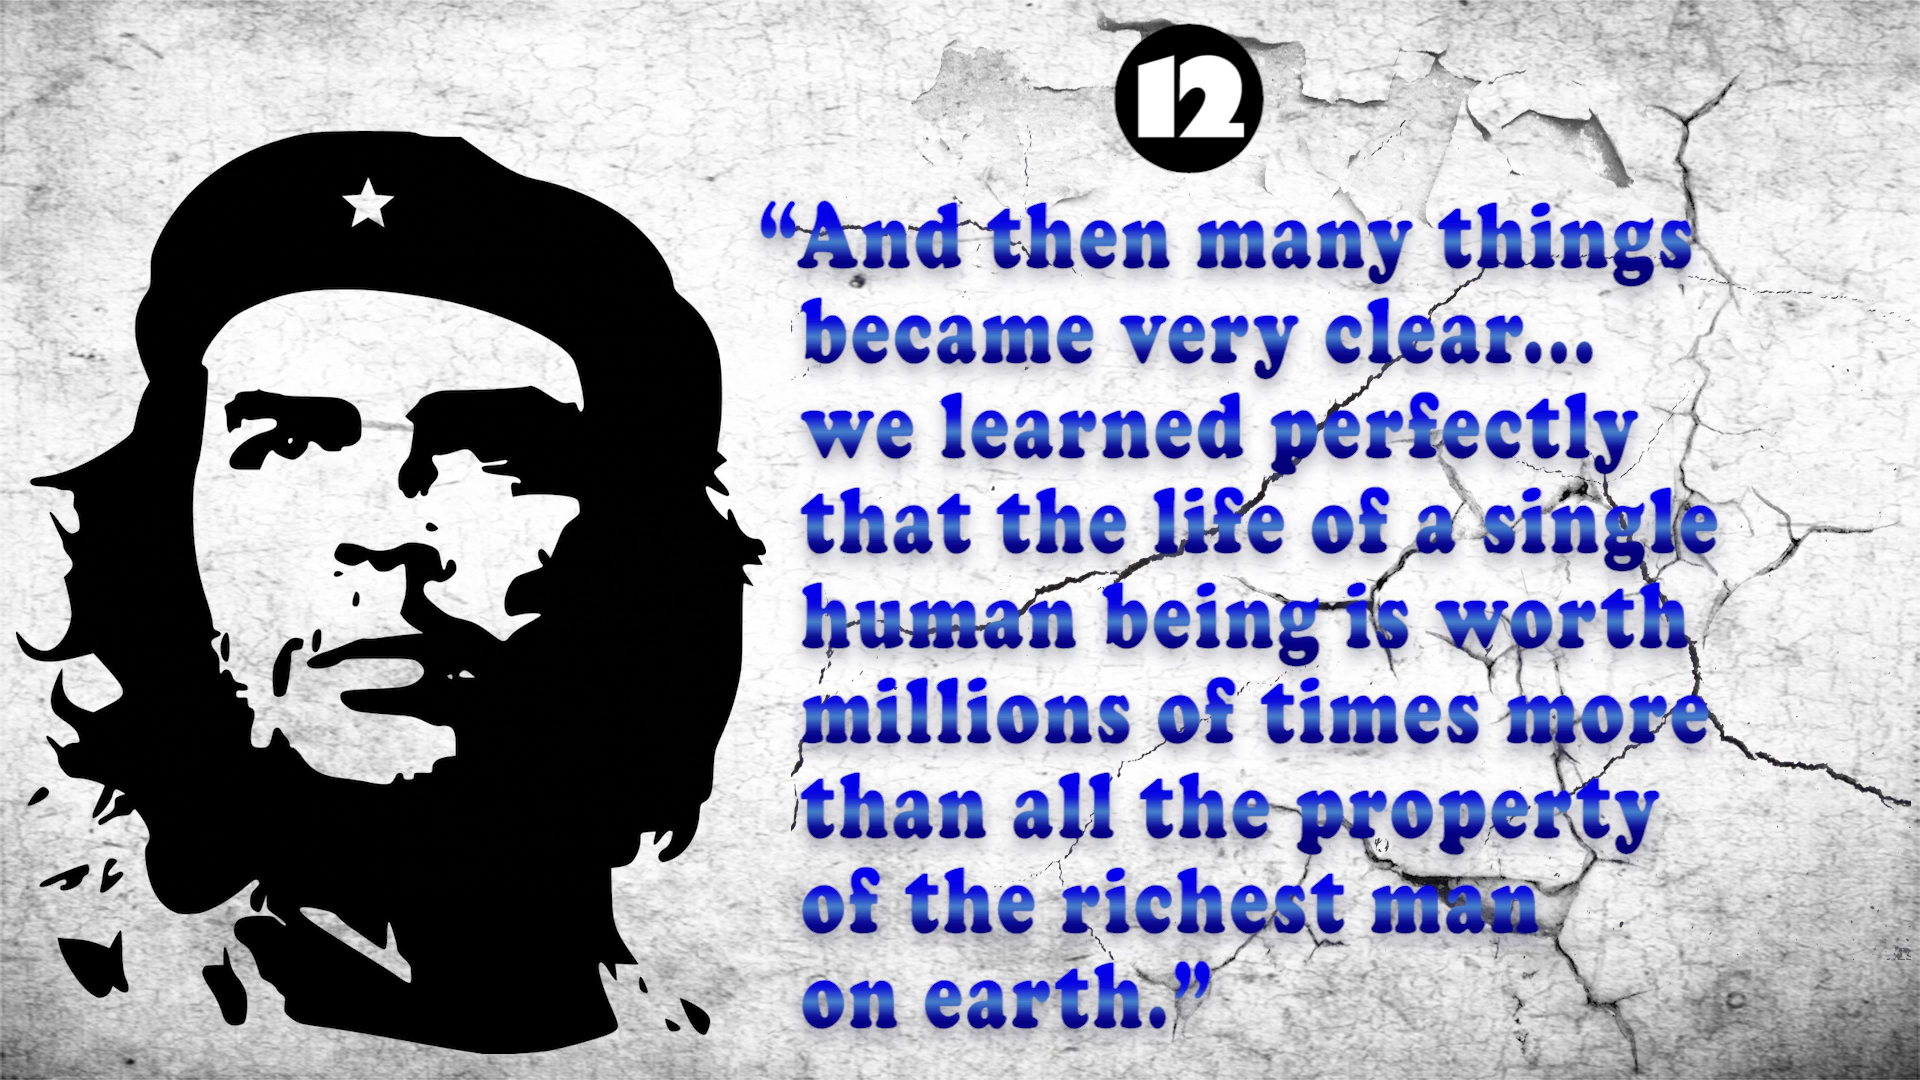 12
“And then many things
became very clear...
we learned perfectly
that the life of a single
human being is worth
millions of times more
than all the property
of the richest man
on earth.”